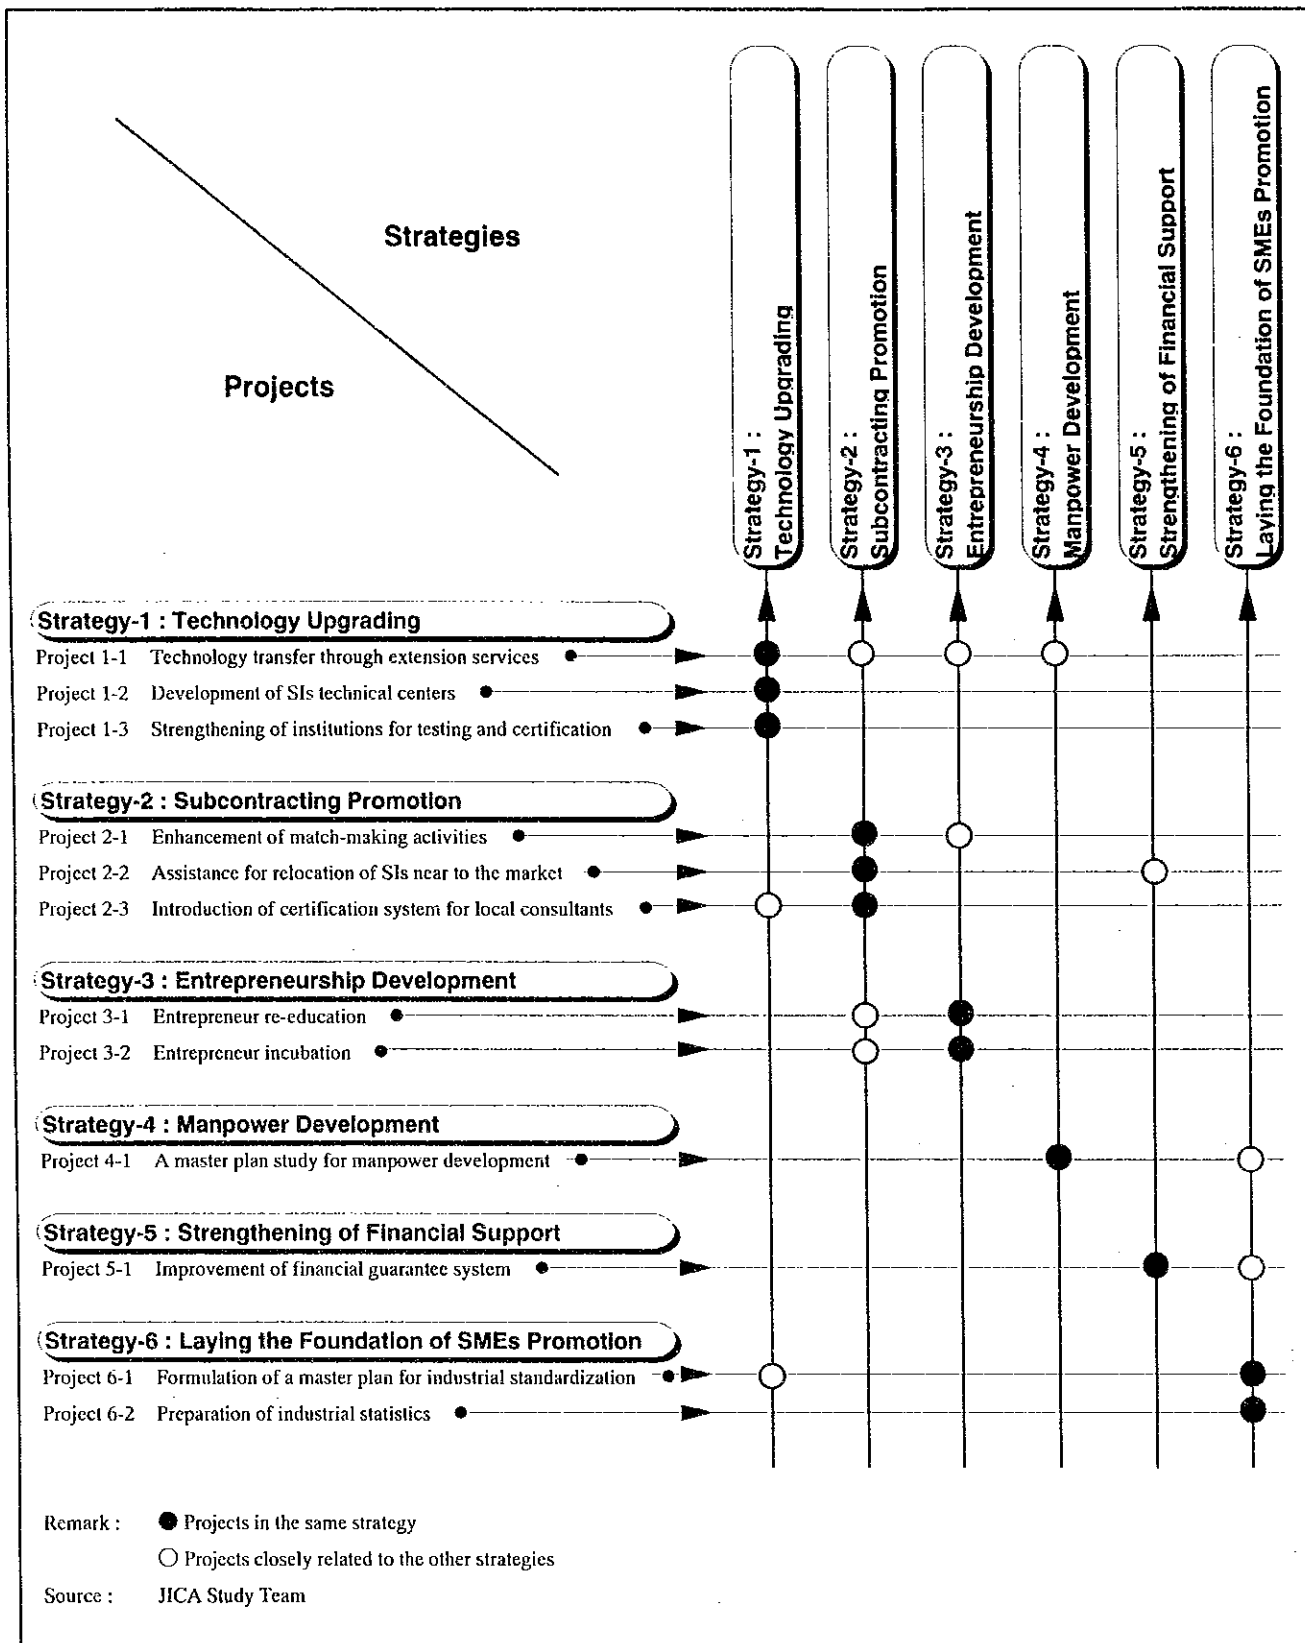 Strategies
Projects
Strategy-1 :
Technology Upgrading
Strategy-2 :
Subcontracting Promotion
Strategy-3 :
Entrepreneurship Development
Strategy-4 :
Manpower Development
Strategy-5 :
Strengthening of Financial Support
Strategy-6 :
Laying the Foundation of SMEs Promotion
Strategy-1 : Technology Upgrading
Project 1-1 Technology transfer through extension services
Project 1-2 Development of SIs technical centers
Project 1-3 Strengthening of institutions for testing and certification
Strategy-2 : Subcontracting Promotion
Project 2-1 Enhancement of match-making activities
Project 2-2 Assistance for relocation of SIs near to the market
Project 2-3 Introduction of certification system for local consultants
Strategy-3 : Entrepreneurship Development
Project 3-1 Entrepreneur re-education
Project 3-2 Entrepreneur incubation
Strategy-4 : Manpower Development
Project 4-1 A master plan study for manpower development
Strategy-5 : Strengthening of Financial Support
Project 5-1 Improvement of financial guarantee system
Strategy-6 : Laying the Foundation of SMEs Promotion
Project 6-1 Formulation of a master plan for industrial standardization
Project 6-2 Preparation of industrial statistics
Remark : ● Projects in the same strategy
○ Projects closely related to the other strategies
Source : JICA Study Team